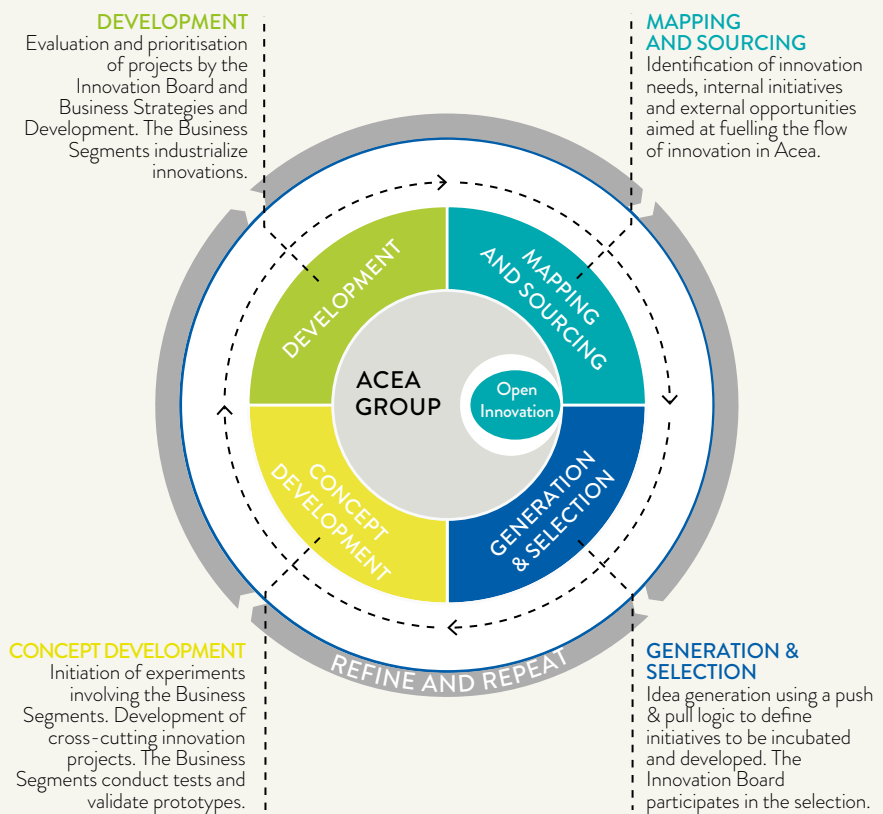 DEVELOPMENT
Evaluation and prioritisation
of projects by the
Innovation Board and
Business Strategies and
Development. The Business
Segments industrialize
innovations.
MAPPING
AND SOURCING
Identification of innovation
needs, internal initiatives
and external opportunities
aimed at fuelling the flow
of innovation in Acea.
DEVELOPMENT
MAPPING
AND SOURCING
ACEA
GROUP
Open
Innovation
CONCEPT
DEVELOPMENT
GENERATION
& SELECTION
REFINE AND REPEAT
CONCEPT DEVELOPMENT
Initiation of experiments
involving the Business
Segments. Development of
cross-cutting innovation
projects. The Business
Segments conduct tests and
validate prototypes.
GENERATION &
SELECTION
Idea generation using a push
& pull logic to define
initiatives to be incubated
and developed. The
Innovation Board
participates in the selection.